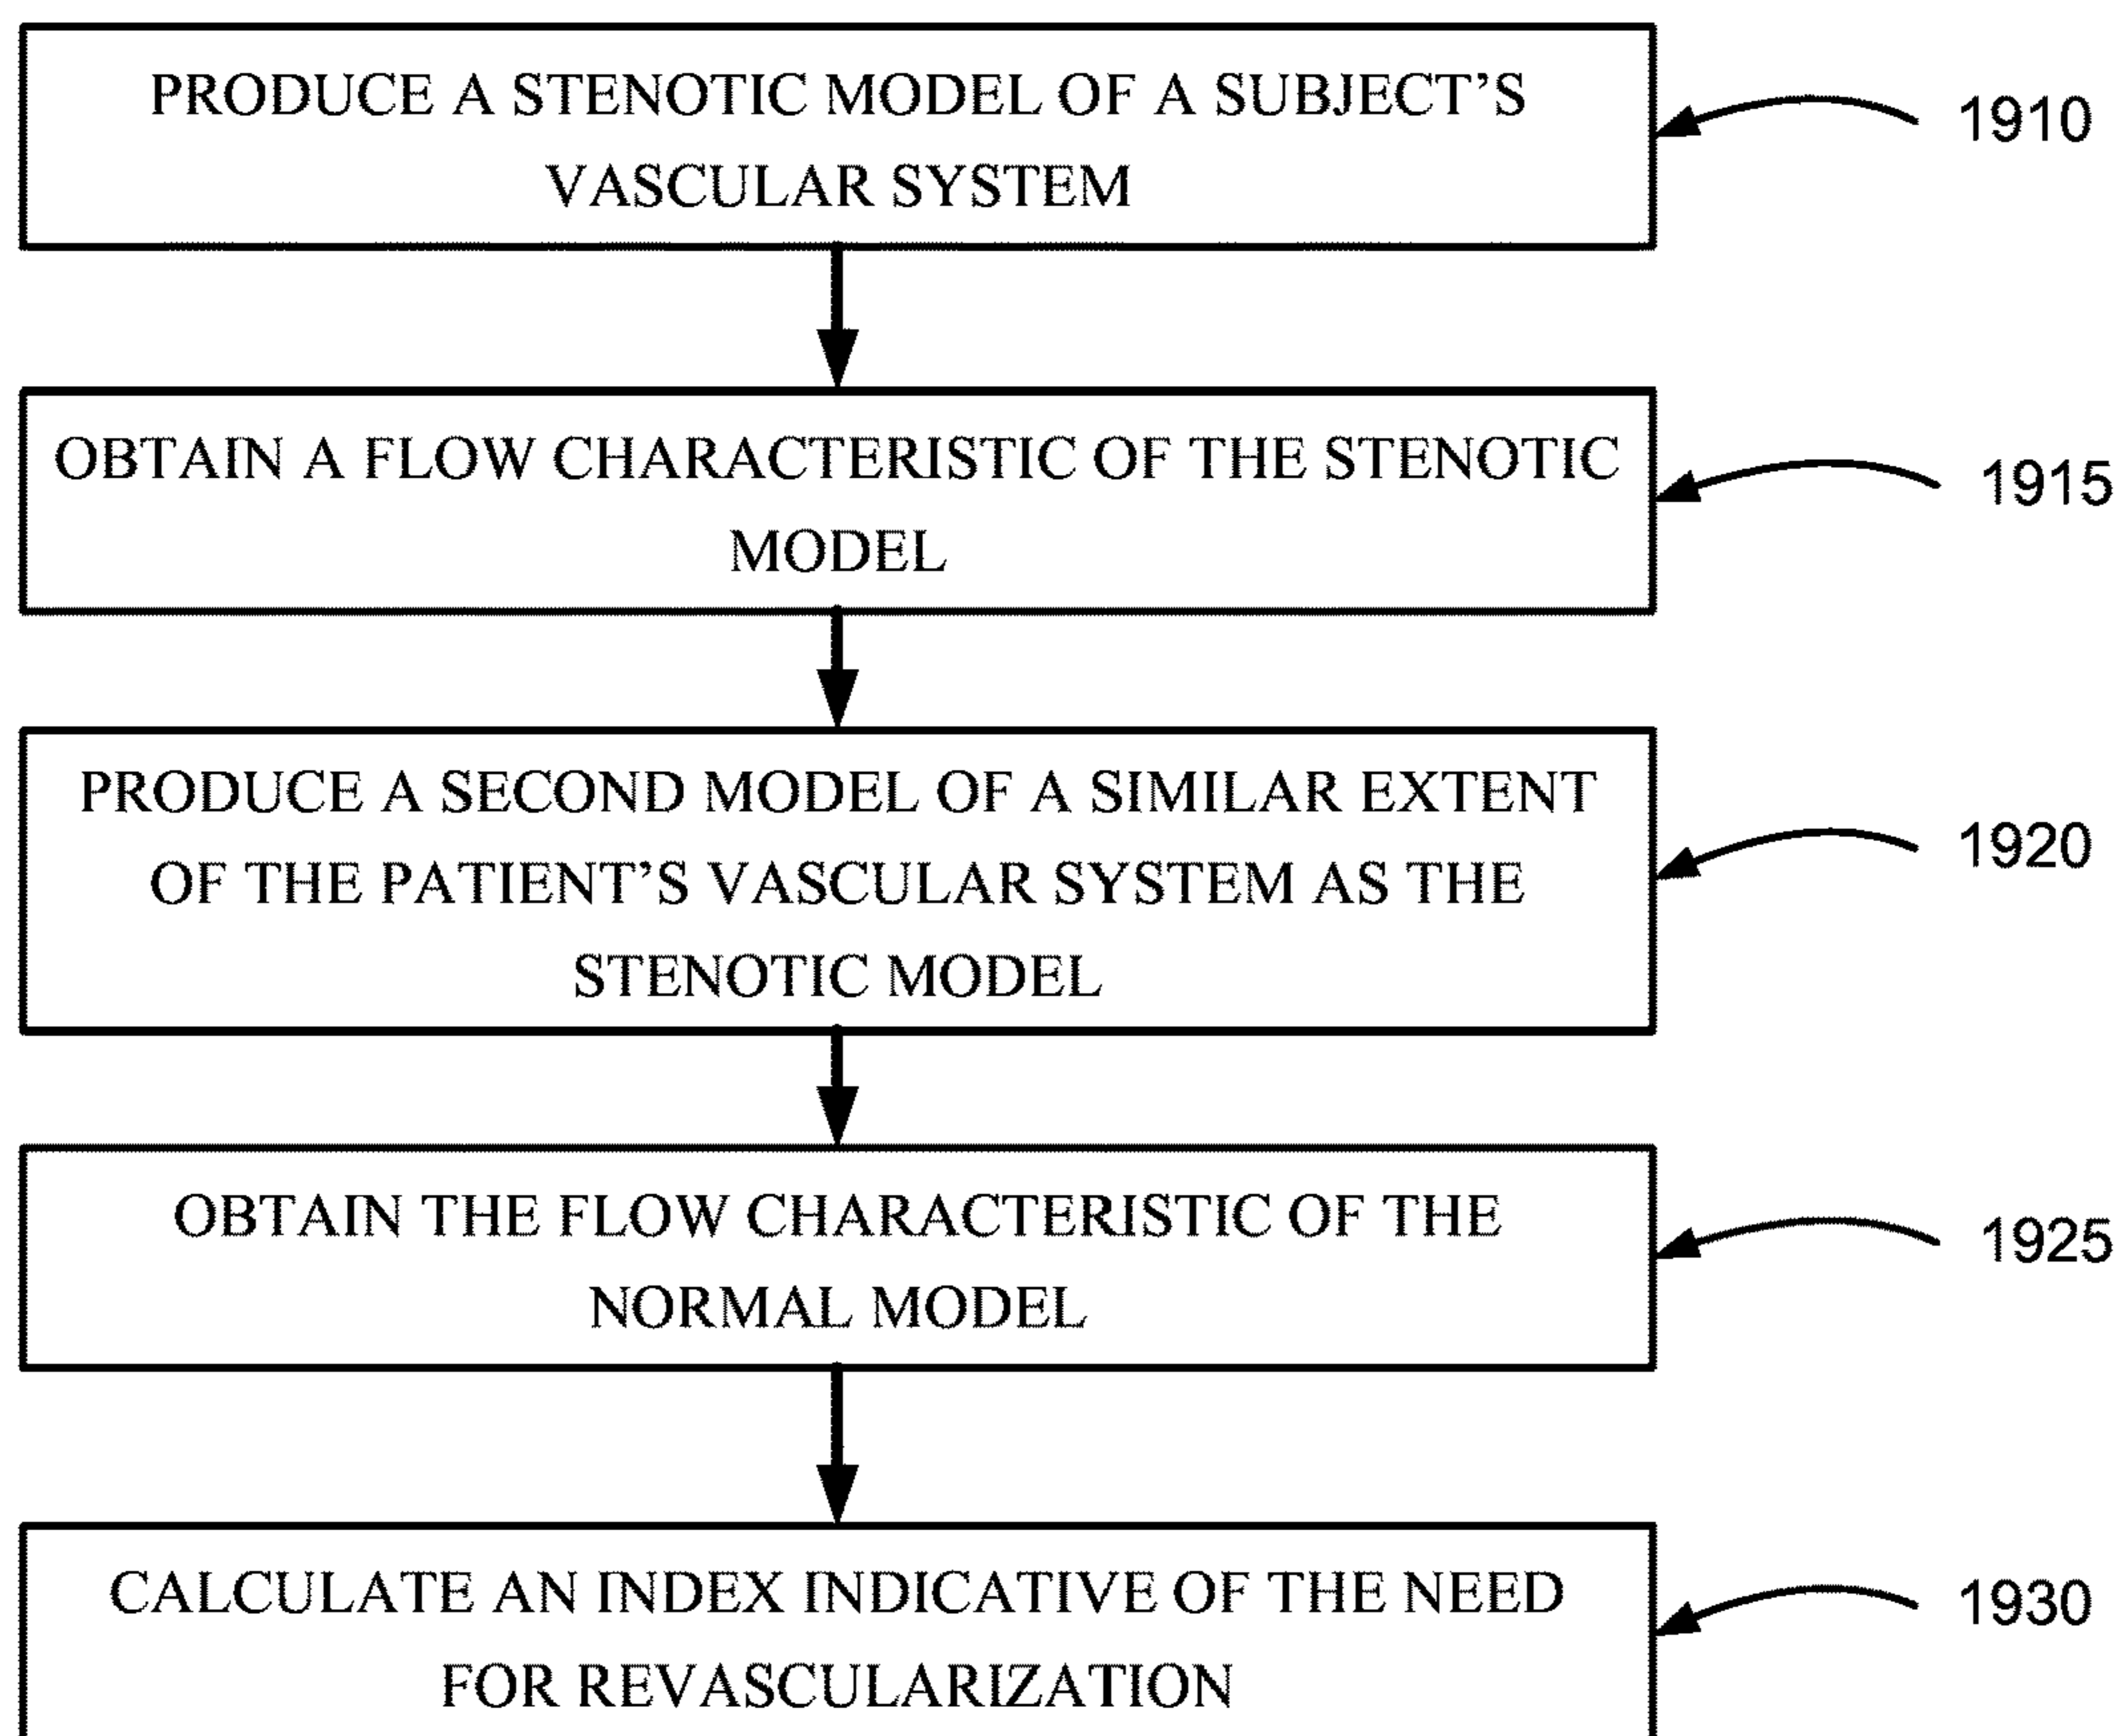 PRODUCE A STENOTIC MODEL OF A SUBJECT'S
VASCULAR SYSTEM
1910
OBTAIN A FLOW CHARACTERISTIC OF THE STENOTIC
MODEL
1915
PRODUCE A SECOND MODEL OF A SIMILAR EXTENT
OF THE PATIENT'S VASCULAR SYSTEM AS THE
STENOTIC MODEL
1920
OBTAIN THE FLOW CHARACTERISTIC OF THE
NORMAL MODEL
1925
CALCULATE AN INDEX INDICATIVE OF THE NEED
FOR REVASCULARIZATION
1930